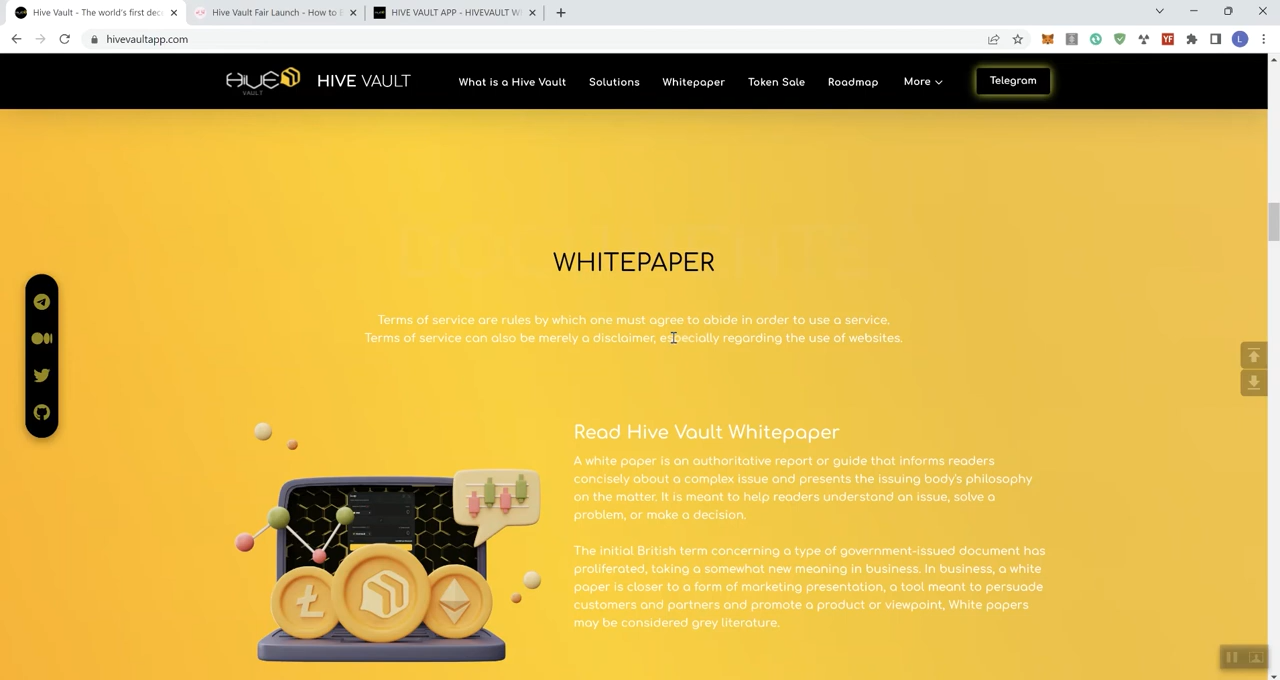 Hive Vault - The world's first dec
Hive Vault Fair Launch - How to
HIVE VAULT APP - HIVEVAULT W
hivevaultapp.com
HIVE VAULT
HIVE VAULT
What is a Hive Vault
Solutions
Whitepaper
Token Sale
Roadmap
More
Telegram
WHITEPAPER
Terms of service are rules by which one must agree to abide in order to use a service.
Terms of service can also be merely a disclaimer, especially regarding the use of websites.
Read Hive Vault Whitepaper
A white paper is an authoritative report or guide that informs readers
concisely about a complex issue and presents the issuing body's philosophy
on the matter. It is meant to help readers understand an issue, solve a
problem, or make a decision.
The initial British term concerning a type of government-issued document has
proliferated, taking a somewhat new meaning in business. In business, a white
paper is closer to a form of marketing presentation, a tool meant to persuade
customers and partners and promote a product or viewpoint, White papers
may be considered grey literature.
YF
L